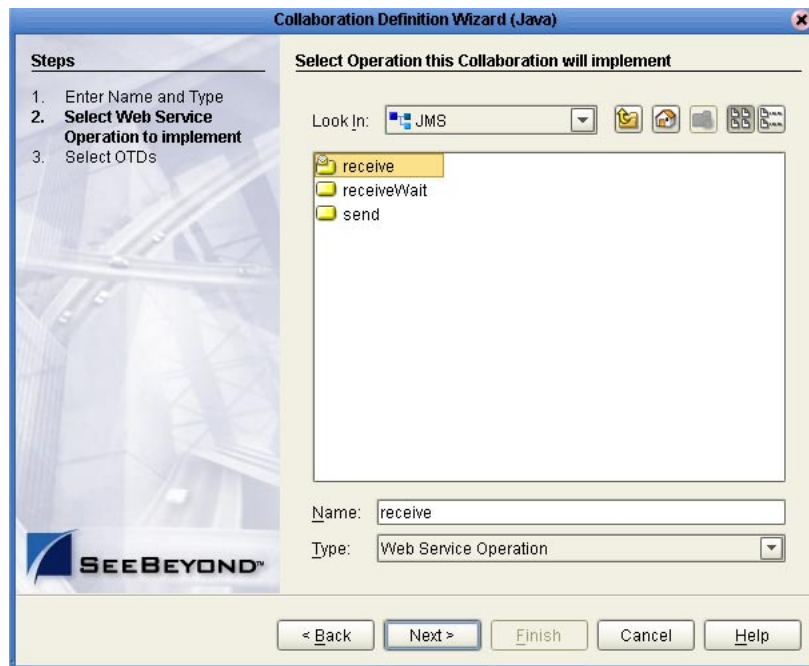 Collaboration Definition Wizard (Java)
Steps
1. Enter Name and Type
2. Select Web Service
Operation to implement
3. Select OTDs
SEEBEYOND™
Select Operation this Collaboration will implement
Look In: JMS
receive
receiveWait
send
Name: receive
Type: Web Service Operation
< Back Next > Finish Cancel Help